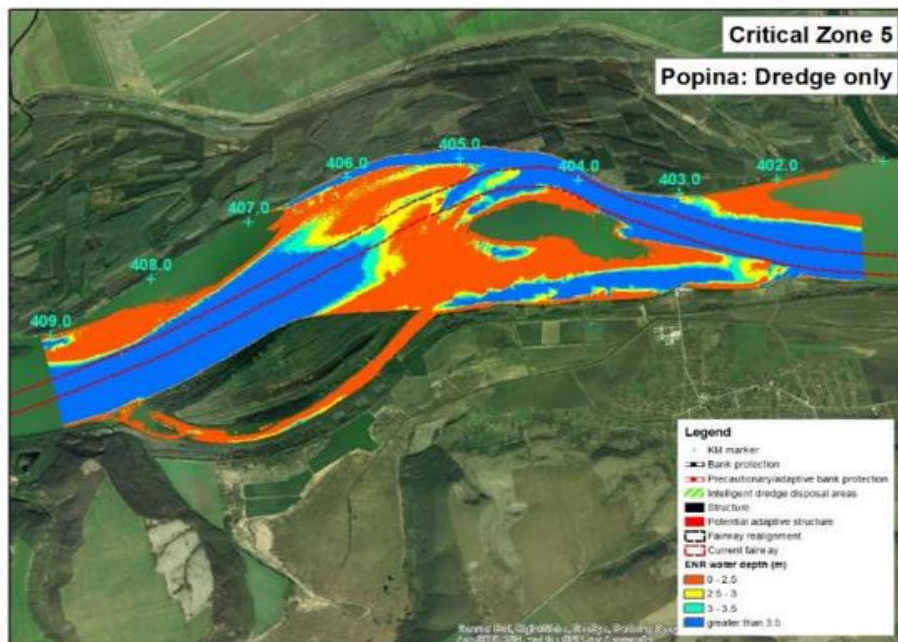 Critical Zone 5
Popina: Dredge only
405.0
406.0
404.0
403.0
402.0
407.0
408.0
409.0
Legend
KM marker
Bank protection
Precautionary/adaptive bank protection
Intelligent dredge disposal areas
Structure
Potential adaptive structure
Fairway realignment
Current fairway
ENR water depth (m)
0 - 2.5
2.5 - 3
3 - 3.5
greater than 3.5